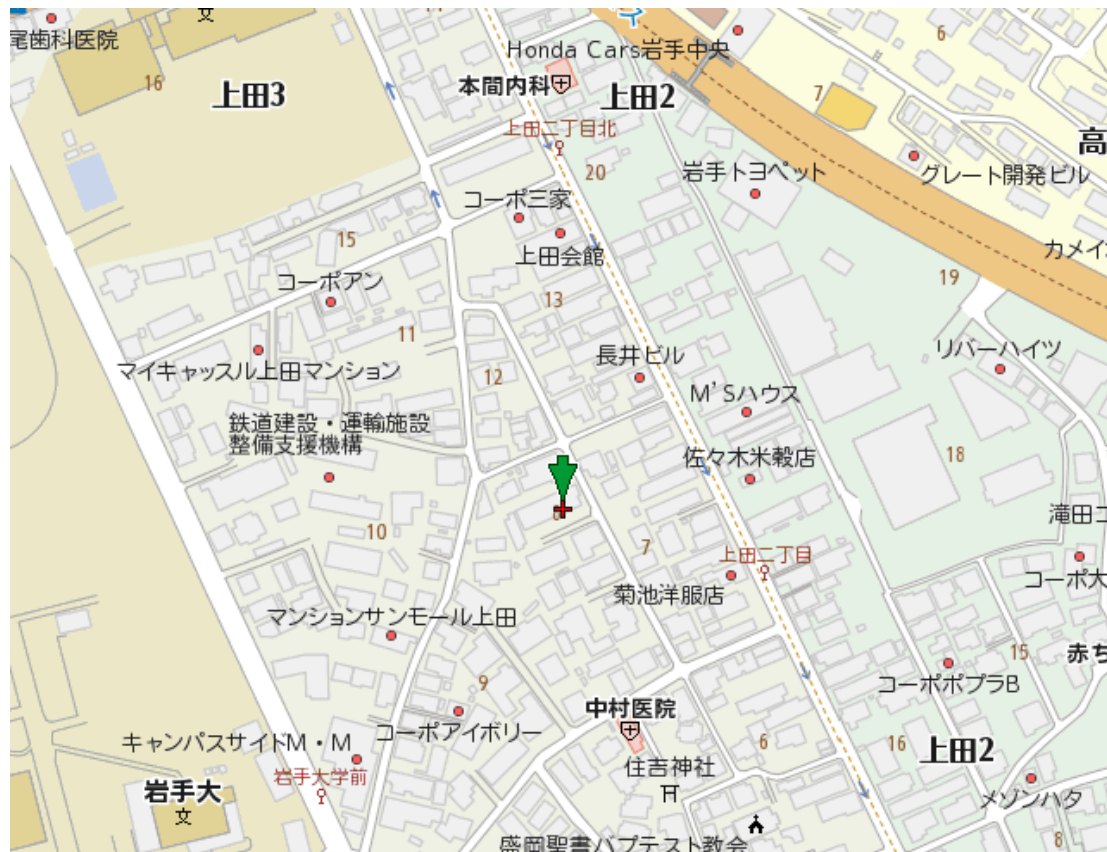 尾歯科医院
16
上田3
Honda Cars岩手中央
本間内科
上田2
6
7
上田二丁目北
20
岩手トヨペット
グレート開発ビル
コーポ三家
上田会館
15
コーポアン
13
19
カメイ
11
マイキャッスル上田マンション
長井ビル
リバーハイツ
12
M'Sハウス
鉄道建設・運輸施設
整備支援機構
佐々木米穀店
18
10
7
上田二丁目
滝田コ
コーポ大
菊池洋服店
マンションサンモール上田
15
赤ち
9
コーポポプラB
中村医院
コーポアイボリー
キャンパスサイドM・M
6
16
上田2
岩手大学前
住吉神社
岩手大
メゾンハタ
盛岡聖書バプテスト教会
8